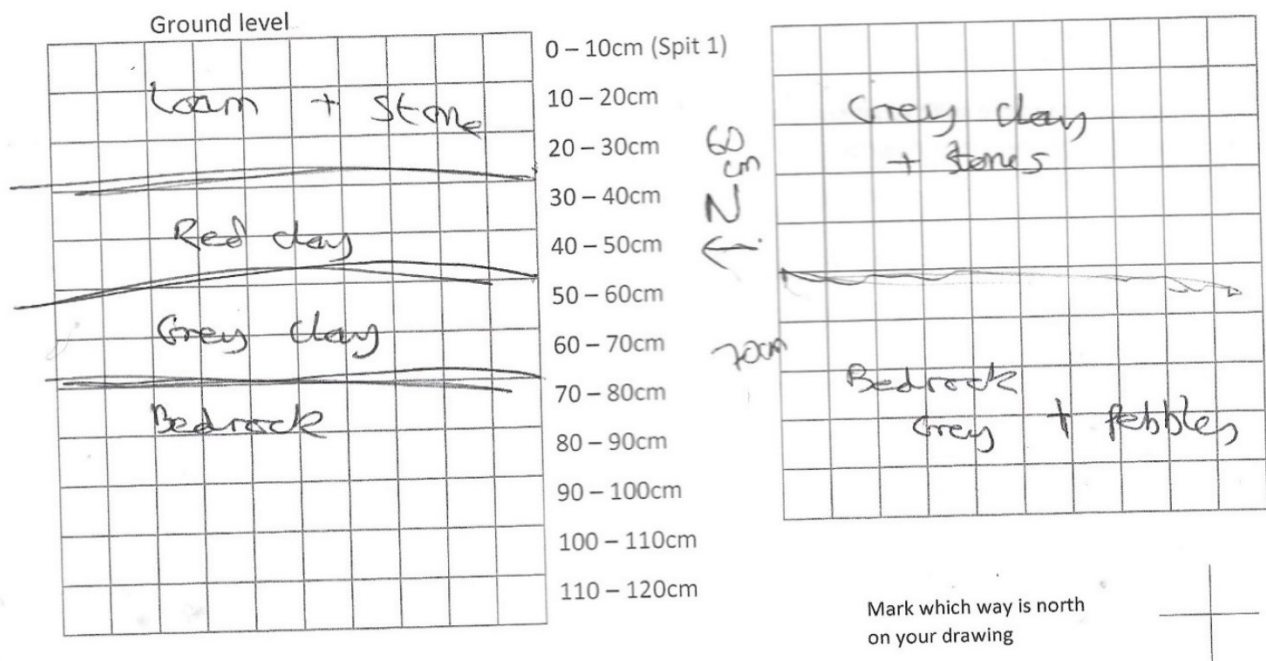 Ground level
0 – 10cm (Spit 1)
Loam + Stone
10 – 20cm
20 – 30cm
30 – 40cm
Red clay
40 – 50cm
50 – 60cm
Grey clay
60 – 70cm
70 – 80cm
Bedrock
80 – 90cm
90 – 100cm
100 – 110cm
110 – 120cm
Grey clay
+ stones
60
cm
N
70cm
Bedrock
Grey + Pebbles
Mark which way is north
on your drawing